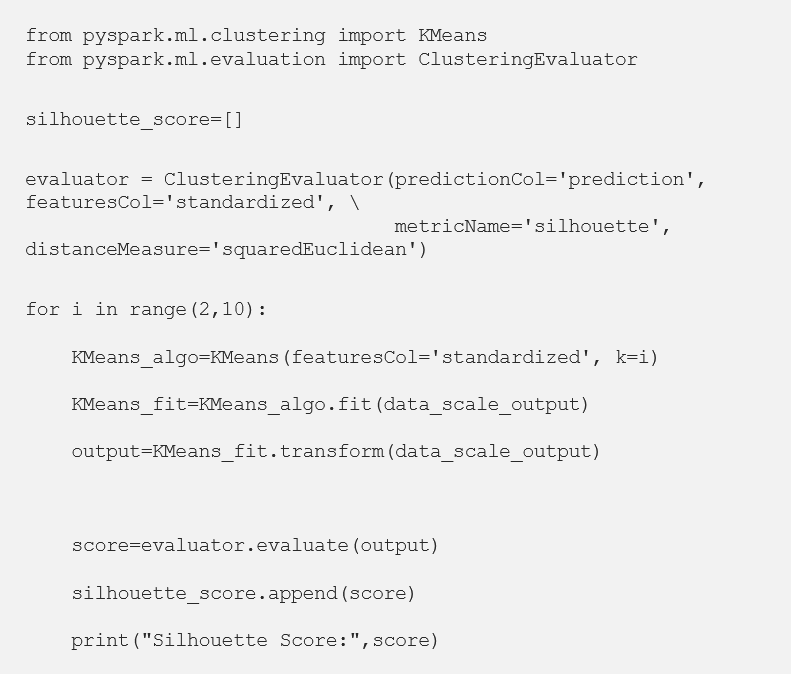 from pyspark.ml.clustering import KMeans
from pyspark.ml.evaluation import ClusteringEvaluator
silhouette_score=[]
evaluator = ClusteringEvaluator(predictionCol='prediction',
featuresCol='standardized', \
                                metricName='silhouette',
distanceMeasure='squaredEuclidean')
for i in range(2,10):
    KMeans_algo=KMeans(featuresCol='standardized', k=i)
    KMeans_fit=KMeans_algo.fit(data_scale_output)
    output=KMeans_fit.transform(data_scale_output)
    score=evaluator.evaluate(output)
    silhouette_score.append(score)
    print("Silhouette Score:",score)